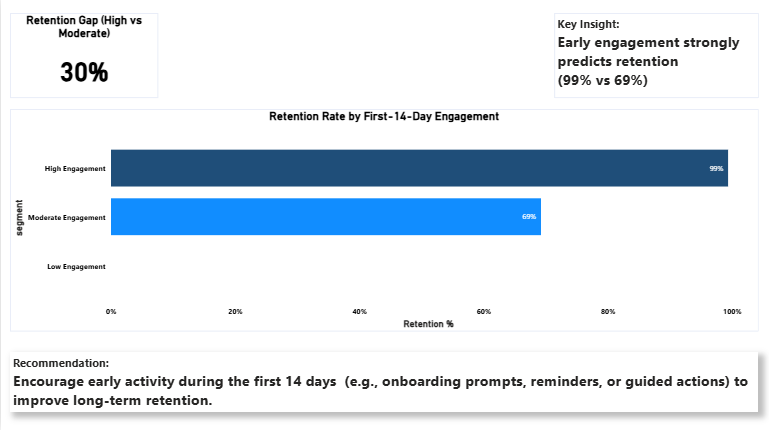 Retention Gap (High vs
Moderate)
30%
Key Insight:
Early engagement strongly
predicts retention
(99% vs 69%)
Retention Rate by First-14-Day Engagement
segment
High Engagement
99%
Moderate Engagement
69%
Low Engagement
0%
20%
40%
60%
80%
100%
Retention %
Recommendation:
Encourage early activity during the first 14 days  (e.g., onboarding prompts, reminders, or guided actions) to
improve long-term retention.